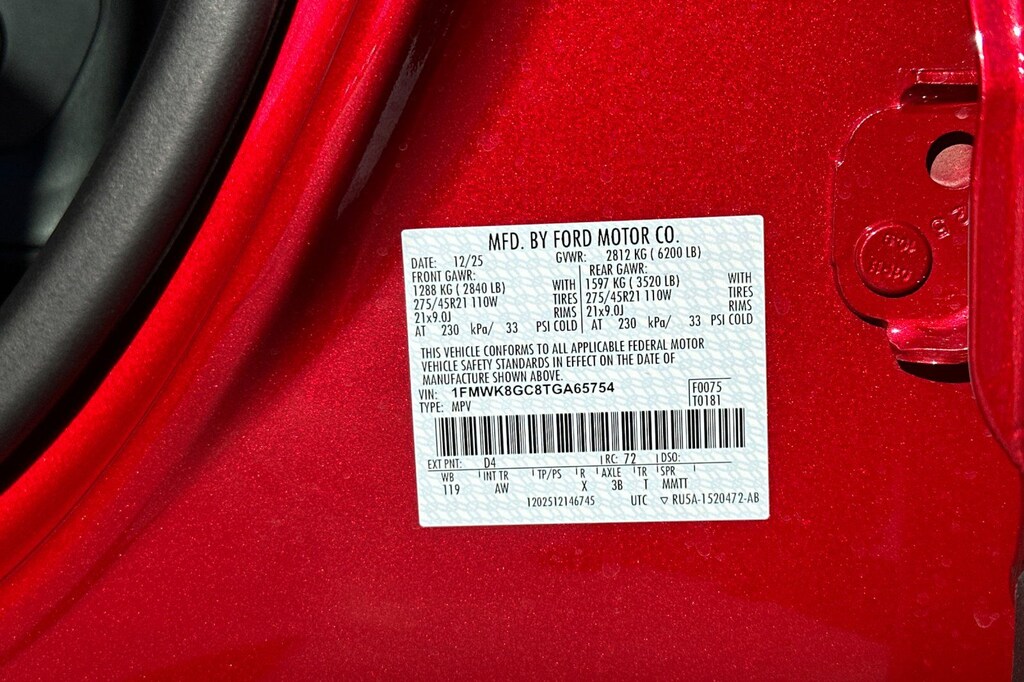 MFD. BY FORD MOTOR CO.
DATE: 12/25 GVWR: 2812 KG ( 6200 LB)
FRONT GAWR: REAR GAWR:
1288 KG ( 2840 LB) WITH 1597 KG ( 3520 LB) WITH
275/45R21 110W TIRES 275/45R21 110W TIRES
21x9.0J RIMS 21x9.0J RIMS
AT 230 kPa/ 33 PSI COLD AT 230 kPa/ 33 PSI COLD
THIS VEHICLE CONFORMS TO ALL APPLICABLE FEDERAL MOTOR
VEHICLE SAFETY STANDARDS IN EFFECT ON THE DATE OF
MANUFACTURE SHOWN ABOVE.
VIN: 1FMWK8GC8TGA65754 F0075
TYPE: MPV T0181
EXT PNT: D4 RC: 72 DSO:
WB INT TR TP/PS R AXLE TR SPR
119 AW X 3B T MMTT
1202512146745 UTC ▽ RU5A-1520472-AB